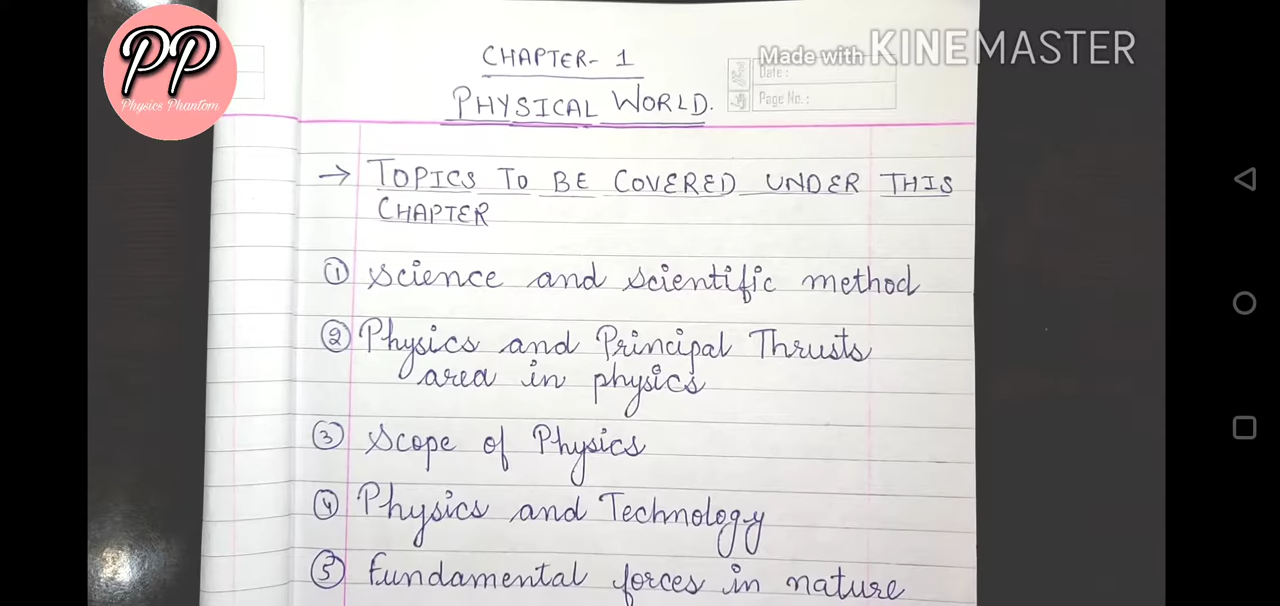 PP
Physics Phantom
Made with KINEMASTER
CHAPTER- 1
Date :
Page No. :
PHYSICAL WORLD.
→ TOPICS TO BE COVERED UNDER THIS
CHAPTER
① Science and scientific method
② Physics and Principal Thrusts
area in physics
③ Scope of Physics
④ Physics and Technology
⑤ Fundamental forces in nature